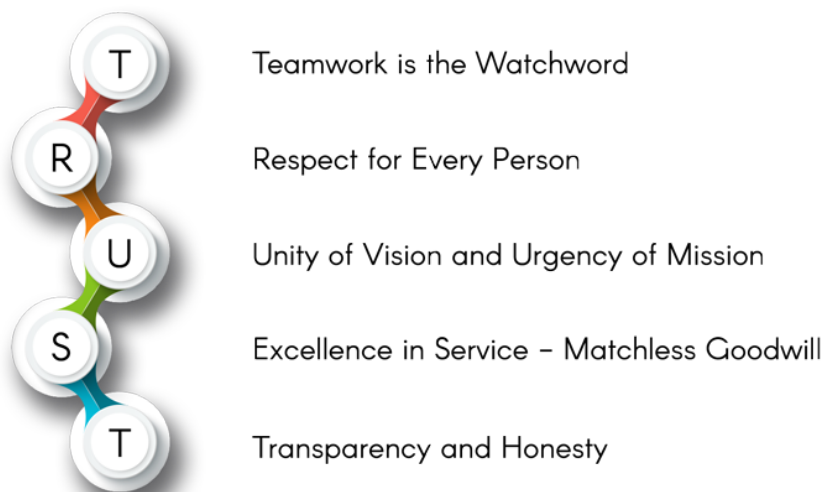 T Teamwork is the Watchword
R Respect for Every Person
U Unity of Vision and Urgency of Mission
S Excellence in Service – Matchless Goodwill
T Transparency and Honesty